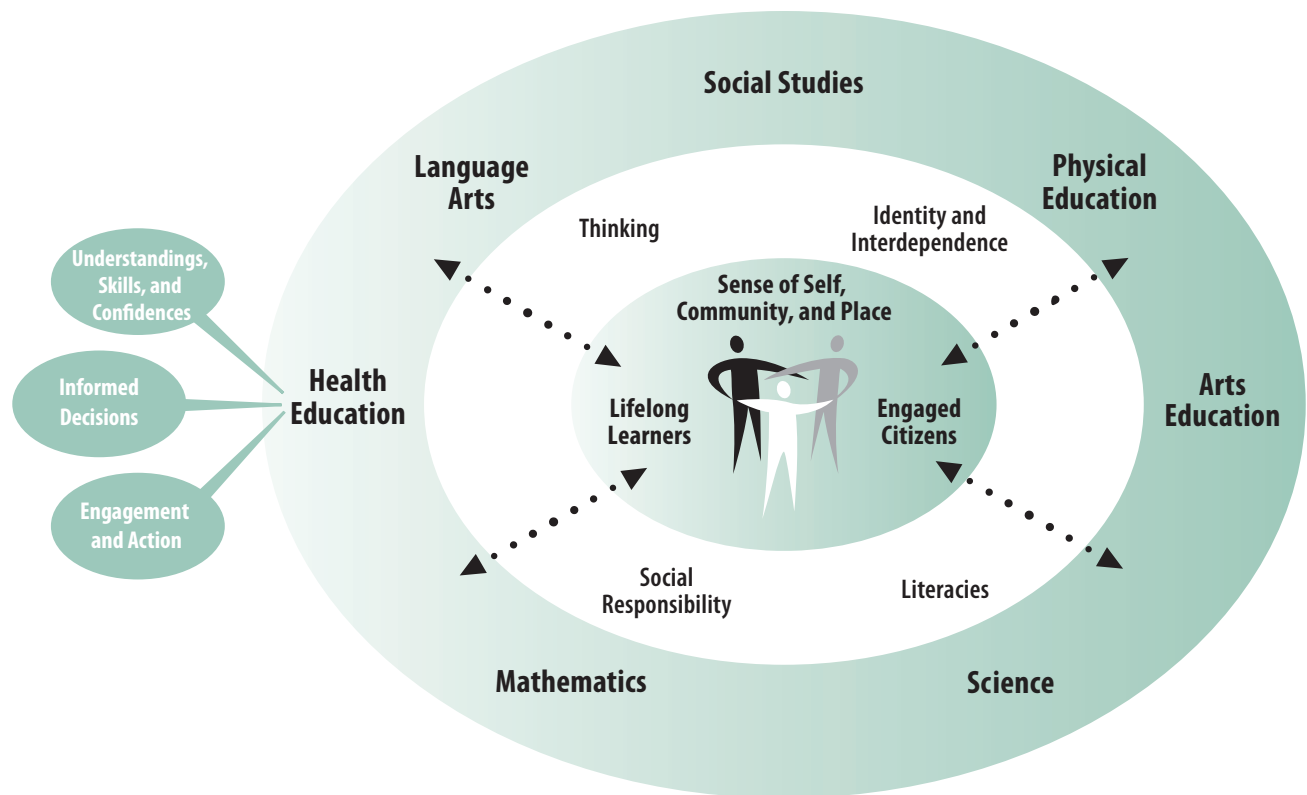 Social Studies
Language
Arts
Physical
Education
Thinking
Identity and
Interdependence
Understandings,
Skills, and
Confidences
Sense of Self,
Community, and Place
Informed
Decisions
Health
Education
Lifelong
Learners
Engaged
Citizens
Arts
Education
Engagement
and Action
Social
Responsibility
Literacies
Mathematics
Science